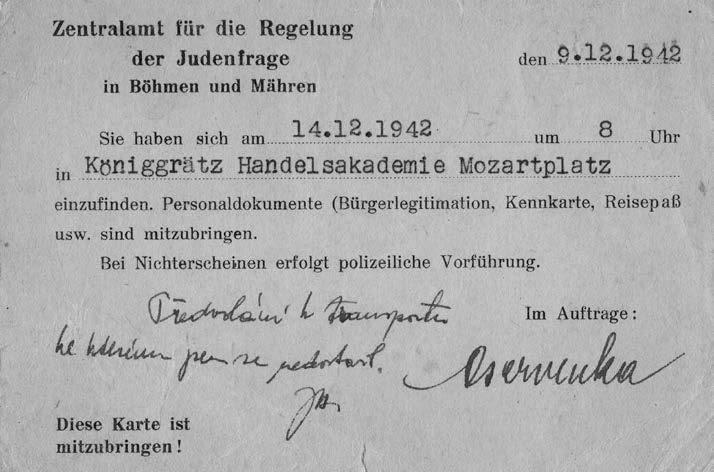 Zentralamt für die Regelung
der Judenfrage
in Böhmen und Mähren
den 9.12.1942
Sie haben sich am 14.12.1942 um 8 Uhr
in Königgrätz Handelsakademie Mozartplatz
einzufinden. Personaldokumente (Bürgerlegitimation, Kennkarte, Reisepaß
usw. sind mitzubringen.
Bei Nichterscheinen erfolgt polizeiliche Vorführung.
Předvolání k transportu
ke kterému jsem se nedostavil.
Im Auftrage:
Diese Karte ist
mitzubringen!